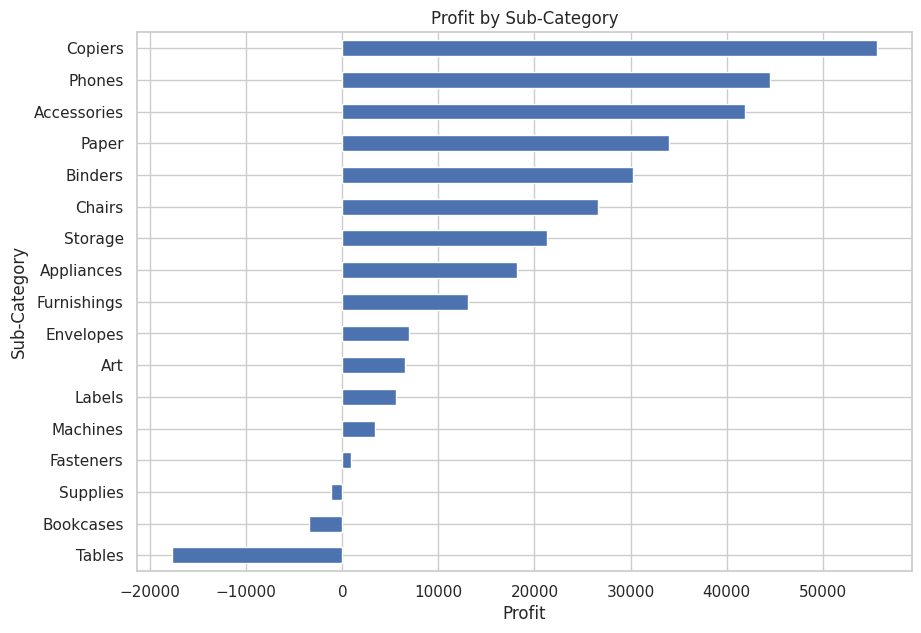 Profit by Sub-Category
Copiers
Phones
Accessories
Paper
Binders
Chairs
Storage
Appliances
Furnishings
Envelopes
Art
Labels
Machines
Fasteners
Supplies
Bookcases
Tables
Sub-Category
−20000 −10000 0 10000 20000 30000 40000 50000
Profit